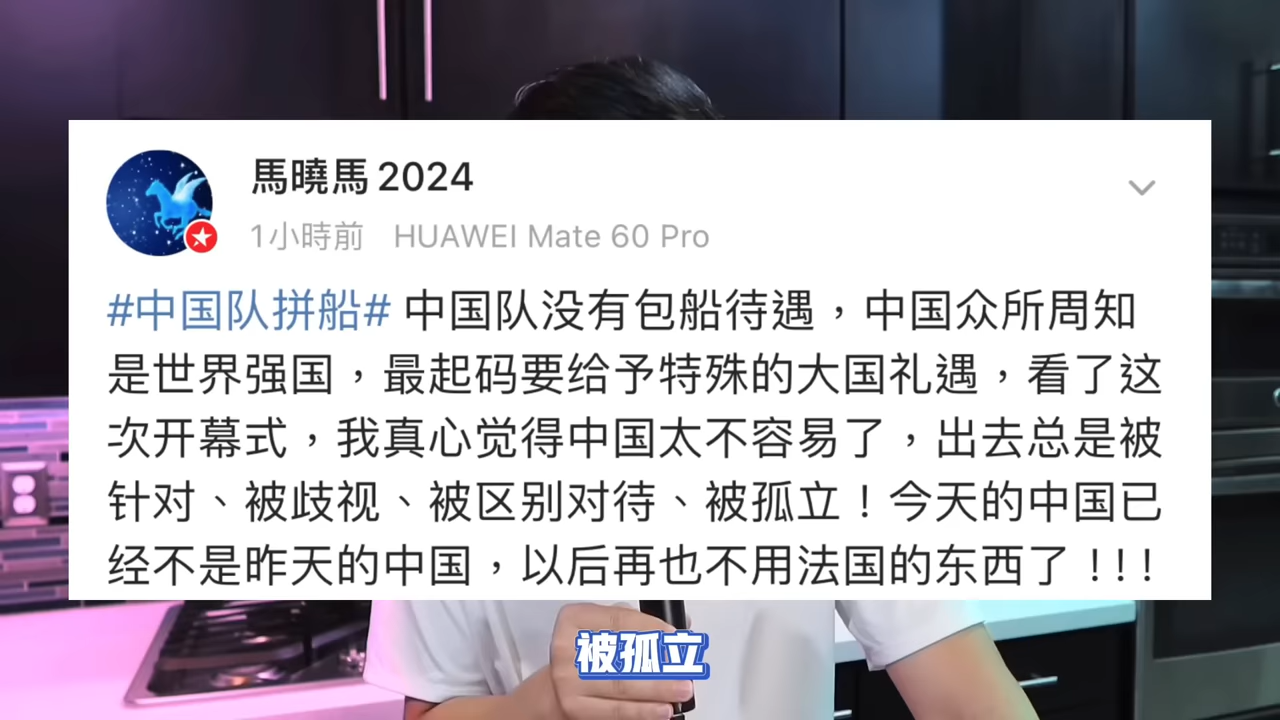 馬曉馬2024
1小時前 HUAWEI Mate 60 Pro
#中国队拼船# 中国队没有包船待遇，中国众所周知
是世界强国，最起码要给予特殊的大国礼遇，看了这
次开幕式，我真心觉得中国太不容易了，出去总是被
针对、被歧视、被区别对待、被孤立！今天的中国已
经不是昨天的中国，以后再也不用法国的东西了！！！
被孤立